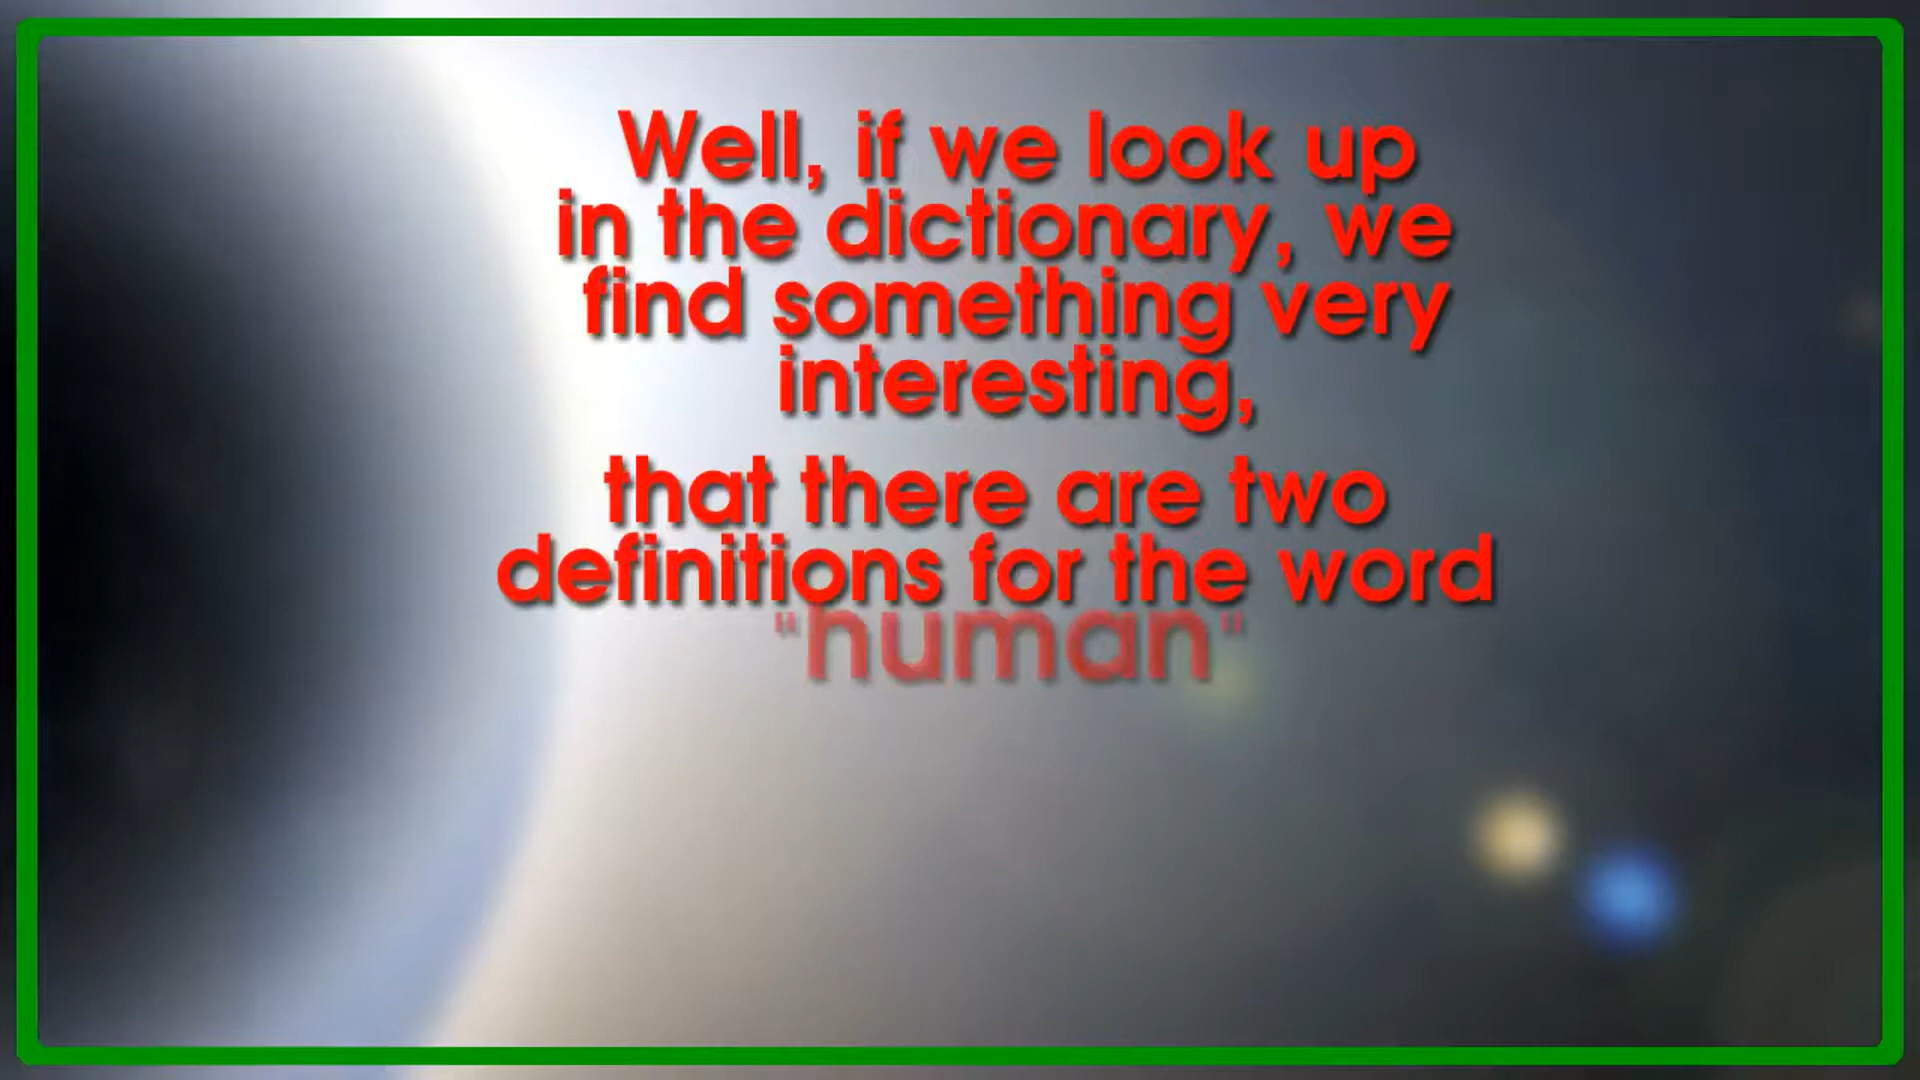 Well, if we look up
in the dictionary, we
find something very
interesting,
that there are two
definitions for the word
"human"